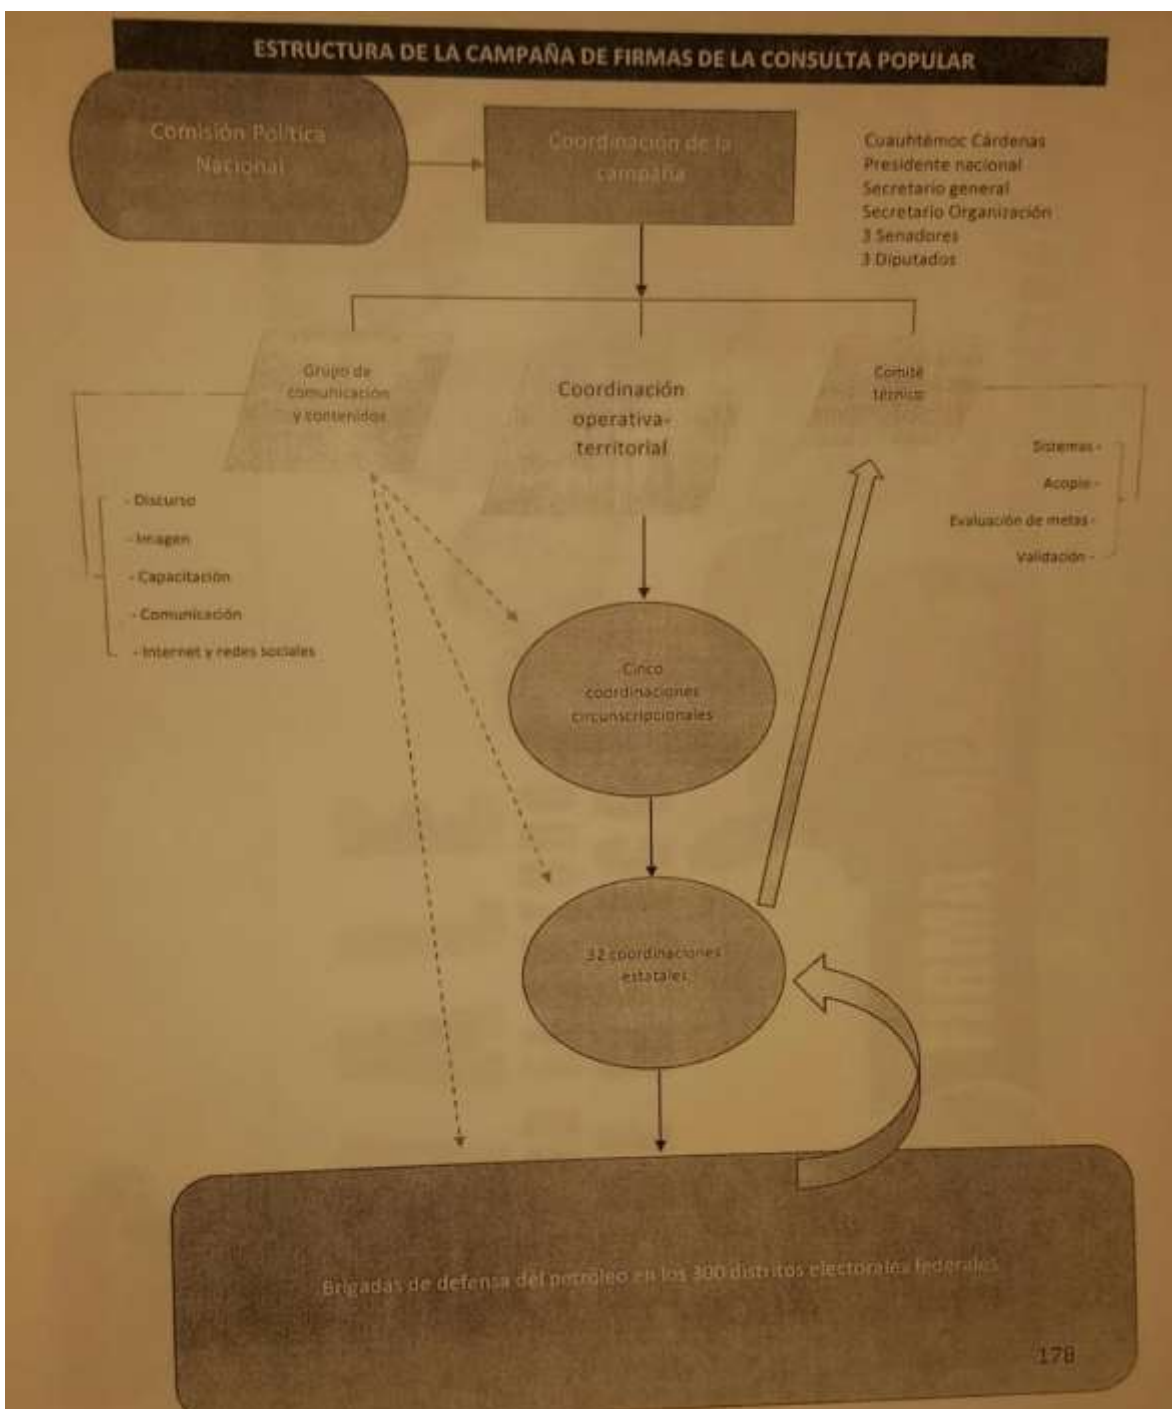 ESTRUCTURA DE LA CAMPAÑA DE FIRMAS DE LA CONSULTA POPULAR
Comisión Política
Nacional
Coordinación de la
campaña
Cuauhtémoc Cárdenas
Presidente nacional
Secretario general
Secretario Organización
3 Senadores
3 Diputados
Grupo de
comunicación
y contenidos
Coordinación
operativa-
territorial
Comité
técnico
- Discurso
- Imagen
- Capacitación
- Comunicación
- Internet y redes sociales
Sistemas -
Acopio -
Evaluación de metas -
Validación -
Cinco
coordinaciones
circunscripcionales
32 coordinaciones
estatales
Brigadas de defensa del petróleo en los 300 distritos electorales federales
178